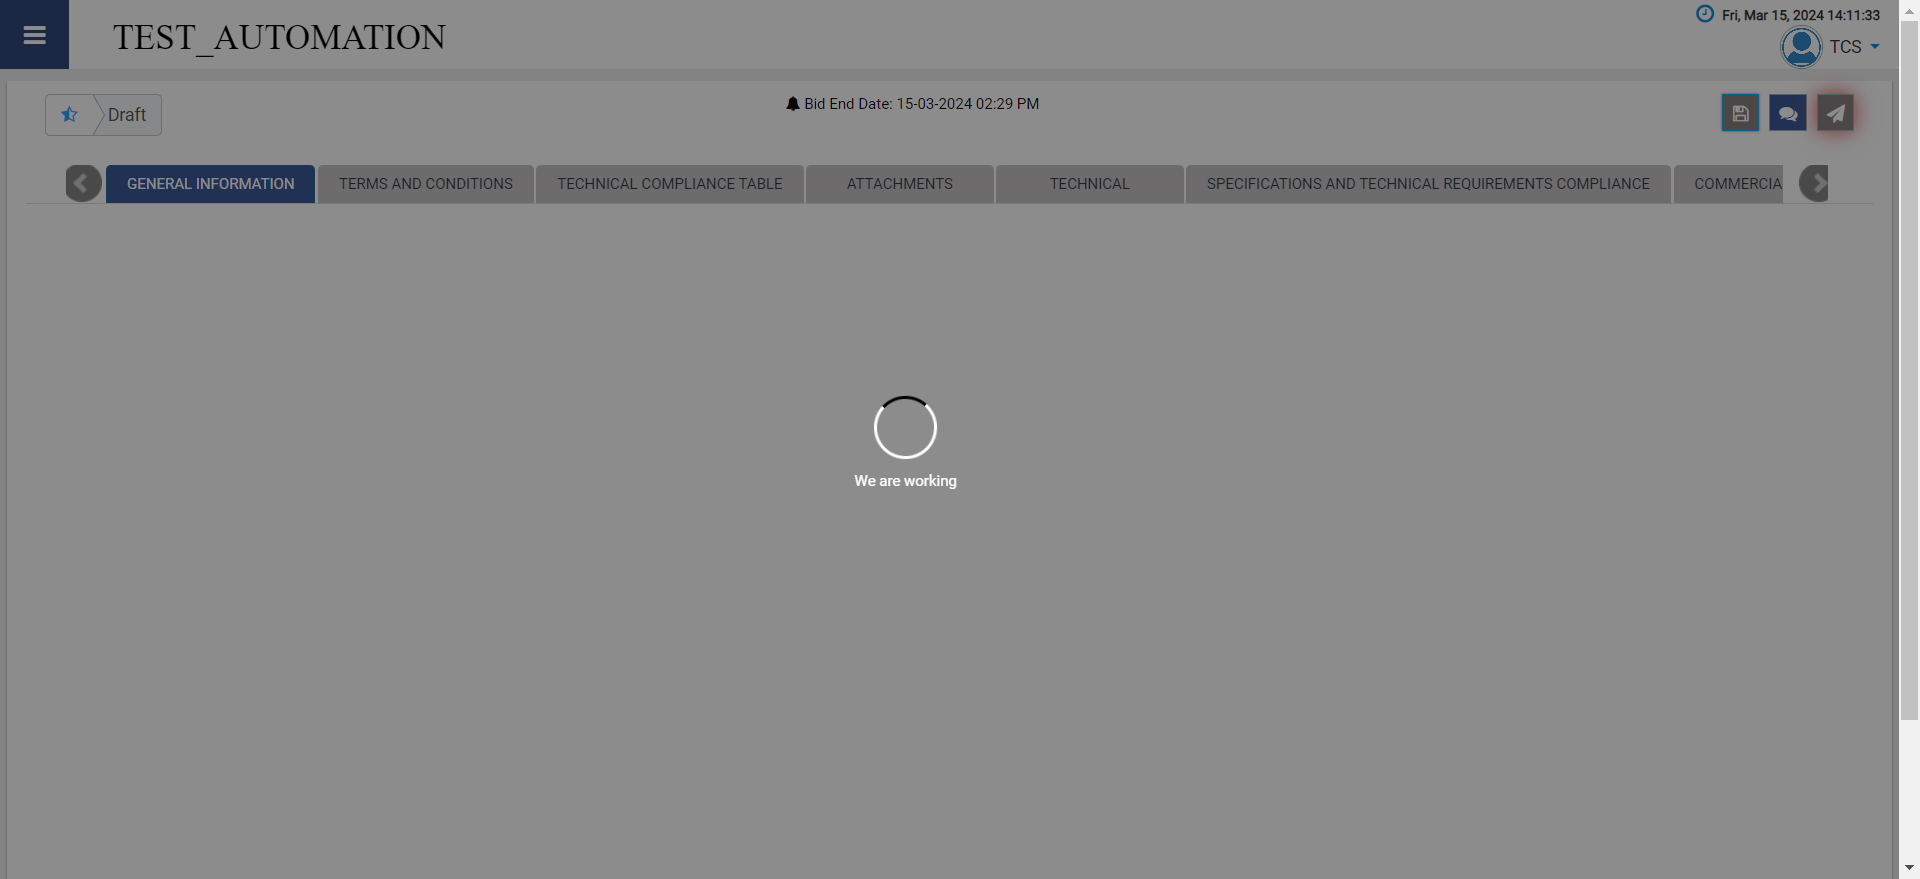 TEST_AUTOMATION
Fri, Mar 15, 2024 14:11:33
TCS
Draft
Bid End Date: 15-03-2024 02:29 PM
GENERAL INFORMATION
TERMS AND CONDITIONS
TECHNICAL COMPLIANCE TABLE
ATTACHMENTS
TECHNICAL
SPECIFICATIONS AND TECHNICAL REQUIREMENTS COMPLIANCE
COMMERCIA
We are working